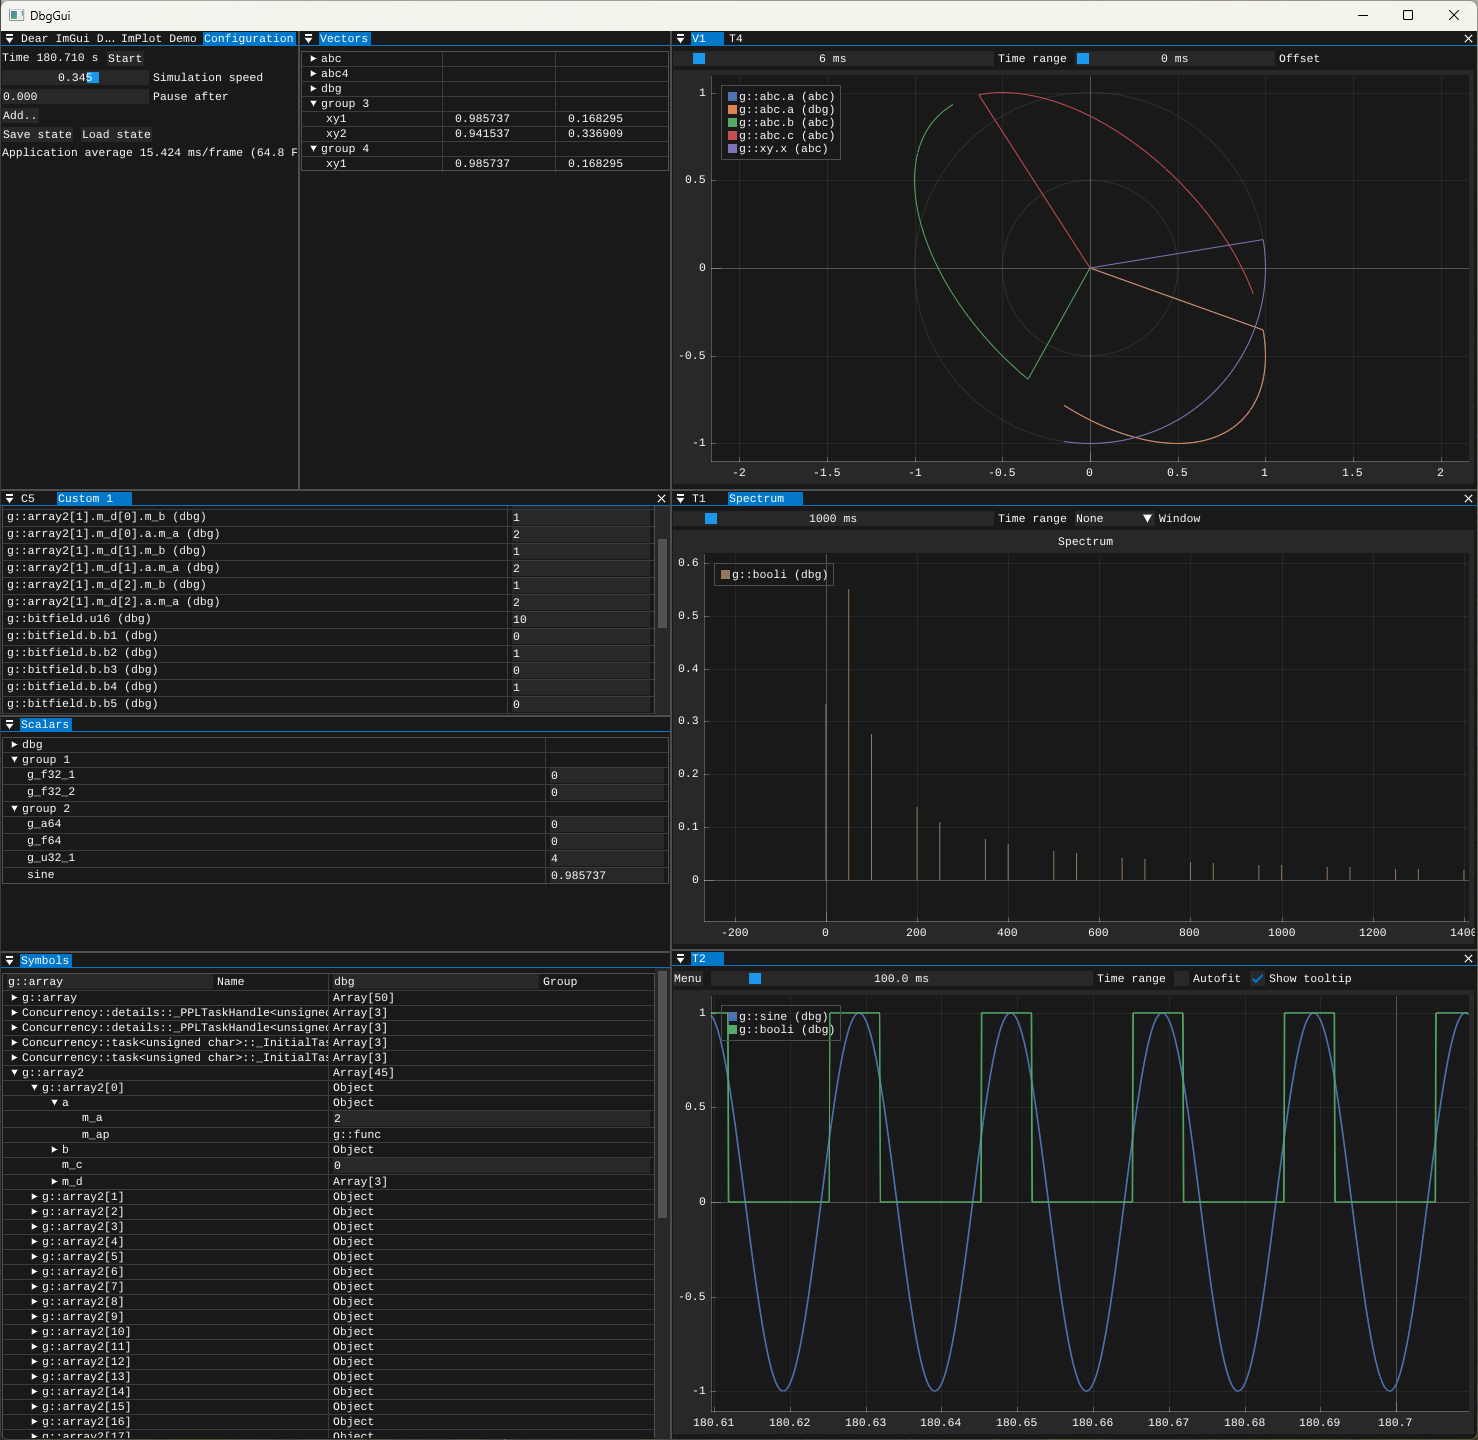 DbgGui
Dear ImGui D.. ImPlot Demo Configuration
Time 180.710 s Start
0.345 Simulation speed
0.000 Pause after
Add..
Save state Load state
Application average 15.424 ms/frame (64.8 F
Vectors
abc
abc4
dbg
group 3
xy1 0.985737 0.168295
xy2 0.941537 0.336909
group 4
xy1 0.985737 0.168295
V1 T4
6 ms Time range 0 ms Offset
g::abc.a (abc)
g::abc.a (dbg)
g::abc.b (abc)
g::abc.c (abc)
g::xy.x (abc)
1
0.5
0
-0.5
-1
-2 -1.5 -1 -0.5 0 0.5 1 1.5 2
C5 Custom 1
g::array2[1].m_d[0].m_b (dbg) 1
g::array2[1].m_d[0].a.m_a (dbg) 2
g::array2[1].m_d[1].m_b (dbg) 1
g::array2[1].m_d[1].a.m_a (dbg) 2
g::array2[1].m_d[2].m_b (dbg) 1
g::array2[1].m_d[2].a.m_a (dbg) 2
g::bitfield.u16 (dbg) 10
g::bitfield.b.b1 (dbg) 0
g::bitfield.b.b2 (dbg) 1
g::bitfield.b.b3 (dbg) 0
g::bitfield.b.b4 (dbg) 1
g::bitfield.b.b5 (dbg) 0
Scalars
dbg
group 1
g_f32_1 0
g_f32_2 0
group 2
g_a64 0
g_f64 0
g_u32_1 4
sine 0.985737
T1 Spectrum
1000 ms Time range None Window
Spectrum
g::booli (dbg)
0.6
0.5
0.4
0.3
0.2
0.1
0
-200 0 200 400 600 800 1000 1200 1400
Symbols
g::array Name dbg Group
g::array Array[50]
Concurrency::details::_PPLTaskHandle<unsigned Array[3]
Concurrency::details::_PPLTaskHandle<unsigned Array[3]
Concurrency::task<unsigned char>::_InitialTas Array[3]
Concurrency::task<unsigned char>::_InitialTas Array[3]
g::array2 Array[45]
g::array2[0] Object
a Object
m_a 2
m_ap g::func
b Object
m_c 0
m_d Array[3]
g::array2[1] Object
g::array2[2] Object
g::array2[3] Object
g::array2[4] Object
g::array2[5] Object
g::array2[6] Object
g::array2[7] Object
g::array2[8] Object
g::array2[9] Object
g::array2[10] Object
g::array2[11] Object
g::array2[12] Object
g::array2[13] Object
g::array2[14] Object
g::array2[15] Object
g::array2[16] Object
g::array2[17] Object
T2
Menu 100.0 ms Time range Autofit Show tooltip
g::sine (dbg)
g::booli (dbg)
1
0.5
0
-0.5
-1
180.61 180.62 180.63 180.64 180.65 180.66 180.67 180.68 180.69 180.7